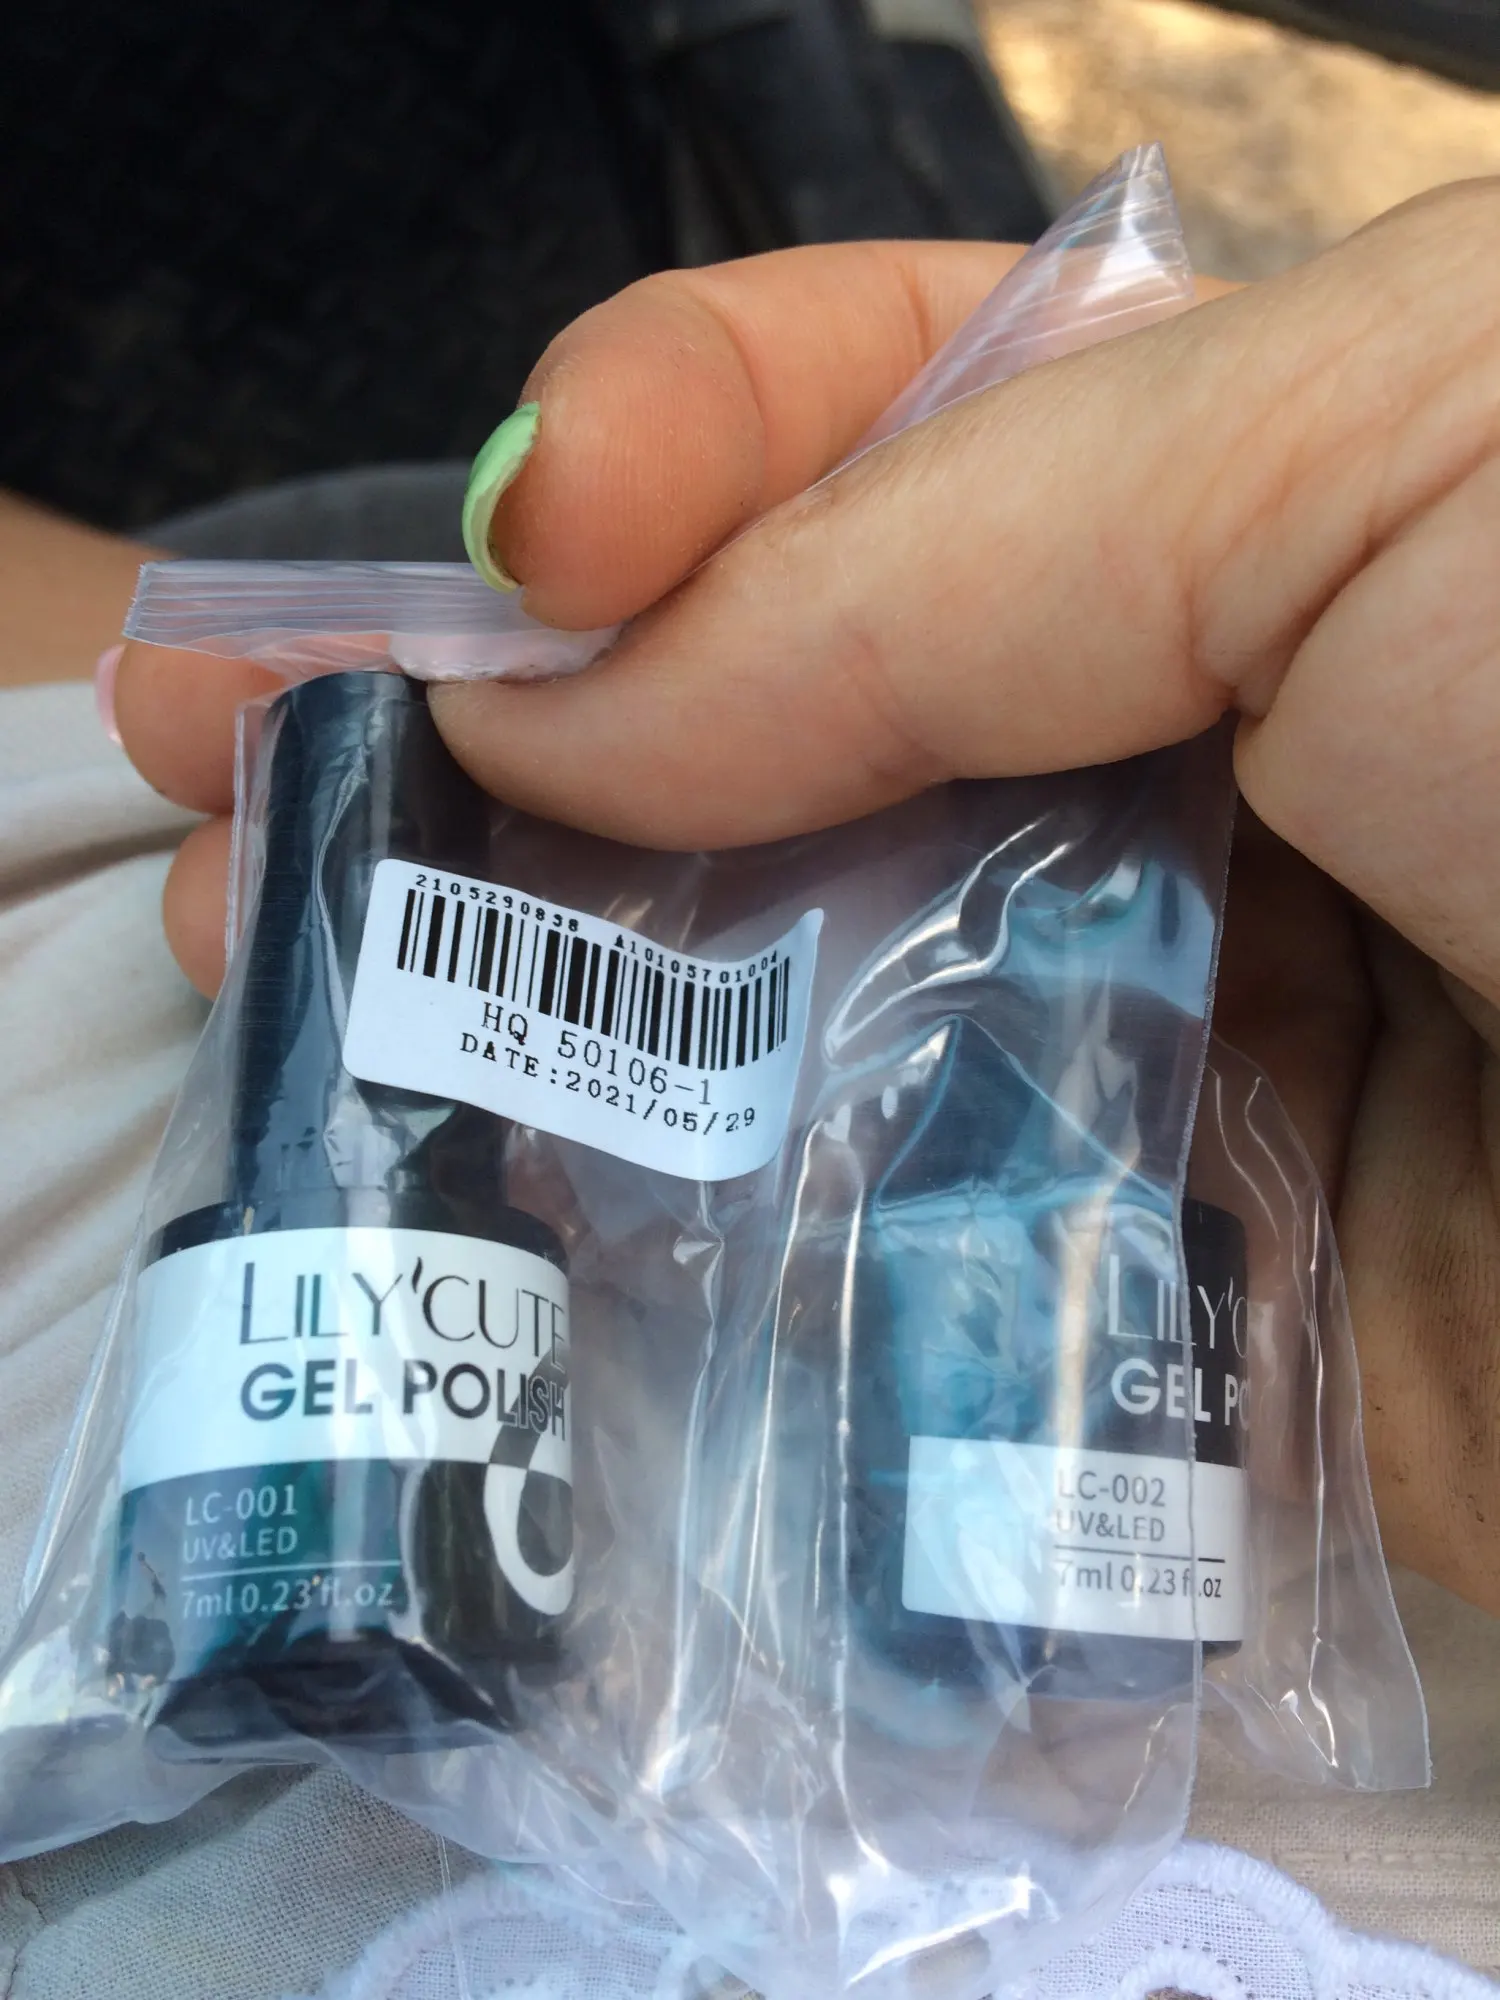 2105290838 A10105701004
HQ 50106-1
DATE:2021/05/29
LILY'CUTE
GEL POLISH
LC-001
UV&LED
7ml 0.23 fl.oz
LILY'C
GEL PO
LC-002
UV&LED
7ml 0.23 fl.oz